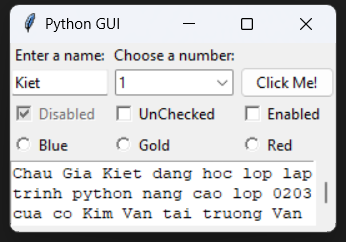 Python GUI
Enter a name: Choose a number:
Kiet 1 Click Me!
Disabled UnChecked Enabled
Blue Gold Red
Chau Gia Kiet dang hoc lop lap
trinh python nang cao lop 0203
cua co Kim Van tai truong Van